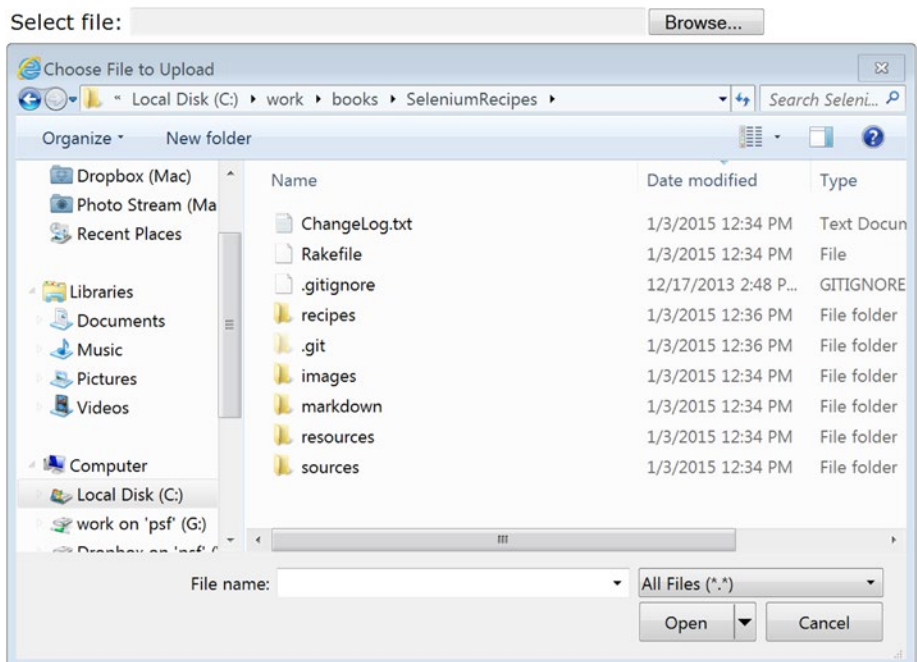 Select file: Browse...
Choose File to Upload
« Local Disk (C:) work books SeleniumRecipes Search Seleni...
Organize New folder
Dropbox (Mac) Name Date modified Type
Photo Stream (Ma
ChangeLog.txt 1/3/2015 12:34 PM Text Docun
Recent Places
Rakefile 1/3/2015 12:34 PM File
Libraries .gitignore 12/17/2013 2:48 P... GITIGNORE
Documents recipes 1/3/2015 12:36 PM File folder
Music .git 1/3/2015 12:36 PM File folder
Pictures images 1/3/2015 12:34 PM File folder
Videos markdown 1/3/2015 12:34 PM File folder
resources 1/3/2015 12:34 PM File folder
Computer sources 1/3/2015 12:34 PM File folder
Local Disk (C:)
work on 'psf' (G:)
Dropbox on 'psf' (
File name: All Files (*.*)
Open Cancel